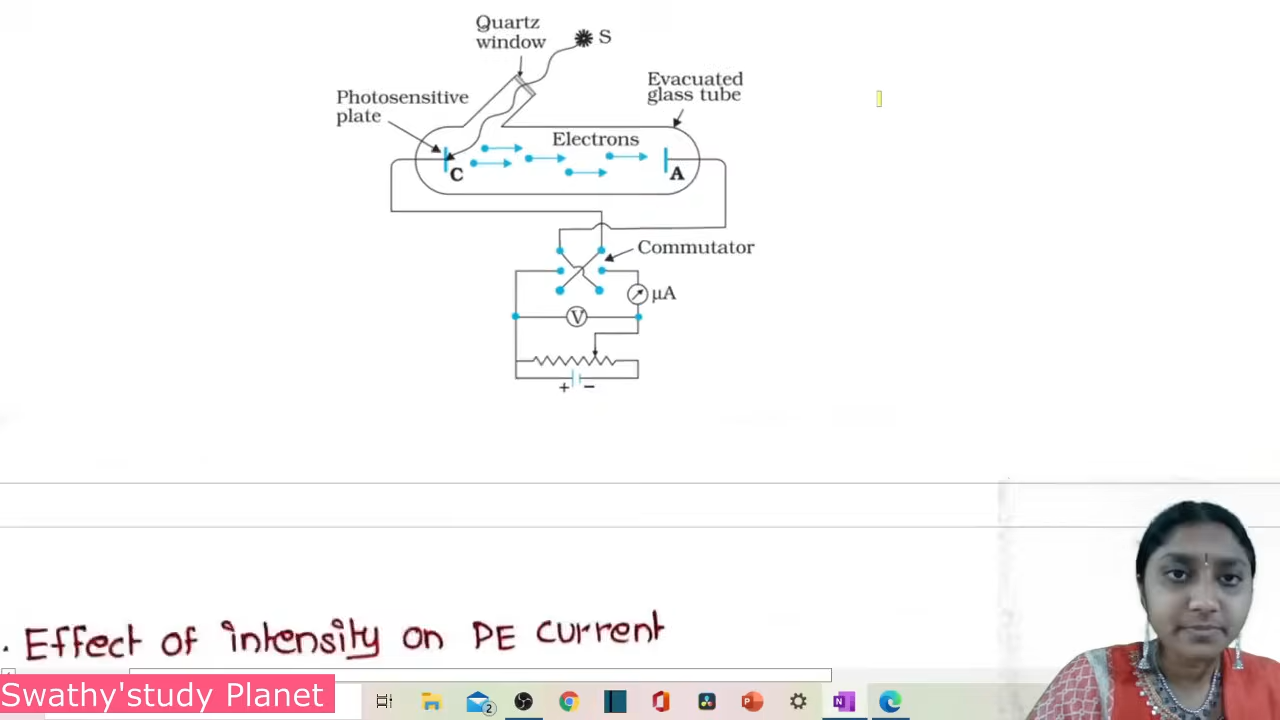 Quartz
window
S
Evacuated
glass tube
Photosensitive
plate
Electrons
C
A
Commutator
μA
V
+ −
. Effect of intensity on PE current
Swathy'study Planet
2
N